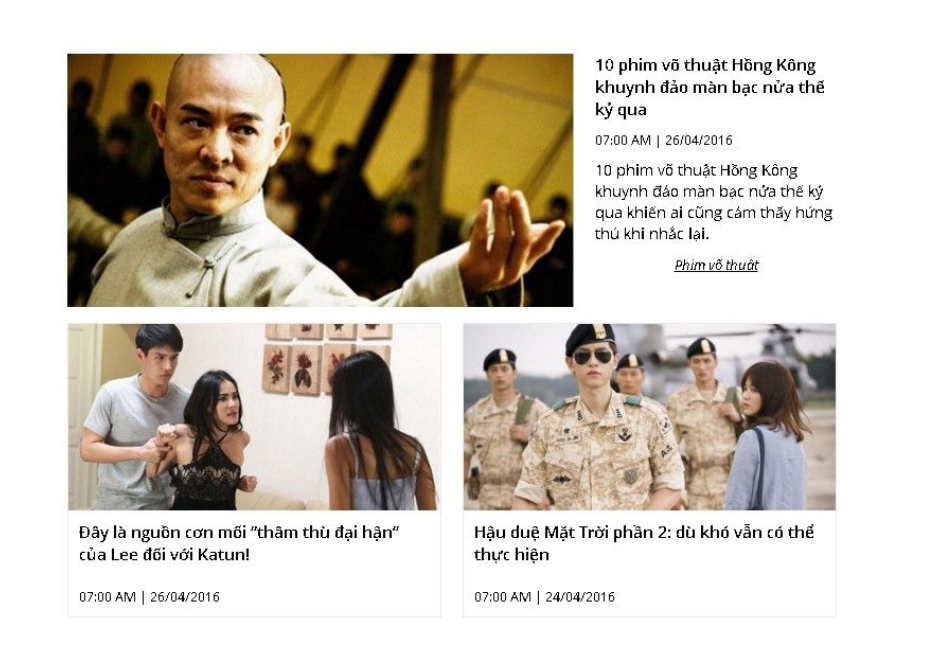 10 phim võ thuật Hồng Kông
khuynh đảo màn bạc nửa thế
kỷ qua
07:00 AM | 26/04/2016
10 phim võ thuật Hồng Kông
khuynh đảo màn bạc nửa thế kỷ
qua khiến ai cũng cảm thấy hứng
thú khi nhắc lại.
Phim võ thuật
Đây là nguồn cơn mối "thâm thù đại hận"
của Lee đối với Katun!
07:00 AM | 26/04/2016
Hậu duệ Mặt Trời phần 2: dù khó vẫn có thể
thực hiện
07:00 AM | 24/04/2016